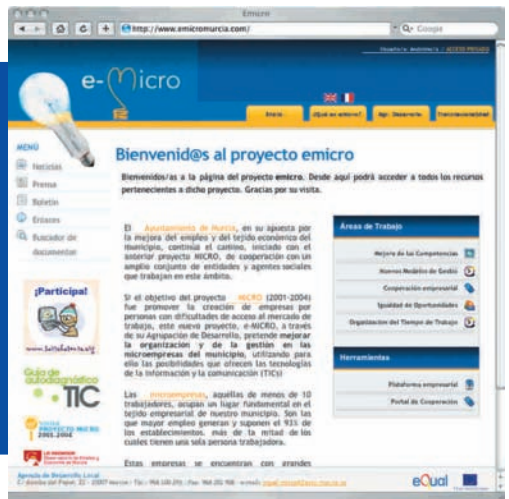 Emicro
http://www.emicromurcia.com/
Google
ACCESO PRIVADO
e-Micro
Inicio
¿Qué es emicro?
Agr. Desarrollo
Transnacionalidad
MENÚ
Noticias
Prensa
Boletín
Enlaces
Buscador de
documentos
Bienvenid@s al proyecto emicro
Bienvenidos/as a la página del proyecto emicro. Desde aquí podrá acceder a todos los recursos
pertenecientes a dicho proyecto. Gracias por su visita.
El Ayuntamiento de Murcia, en su apuesta por
la mejora del empleo y del tejido económico del
municipio, continúa el camino, iniciado con el
anterior proyecto MICRO, de cooperación con un
amplio conjunto de entidades y agentes sociales
que trabajan en este ámbito.
Si el objetivo del proyecto MICRO (2001-2004)
fue promover la creación de empresas por
personas con dificultades de acceso al mercado de
trabajo, este nuevo proyecto, e-MICRO, a través
de su Agrupación de Desarrollo, pretende mejorar
la organización y de la gestión en las
microempresas del municipio, utilizando para
ello las posibilidades que ofrecen las tecnologías
de la información y la comunicación (TICs)
Las microempresas, aquéllas de menos de 10
trabajadores, ocupan un lugar fundamental en el
tejido empresarial de nuestro municipio. Son las
que mayor empleo generan y suponen el 93% de
los establecimientos, más de la mitad de los
cuales tienen una sola persona trabajadora.
Estas empresas se encuentran con grandes
Áreas de Trabajo
Mejora de las Competencias
Nuevos Modelos de Gestió
Cooperación empresarial
Igualdad de Oportunidades
Organización del Tiempo de Trabajo
Herramientas
Plataforma empresarial
Portal de Cooperación
¡Participa!
Guía de
autodiagnóstico
TIC
PROYECTO MICRO
2001-2004
Agencia de Desarrollo Local
eQual